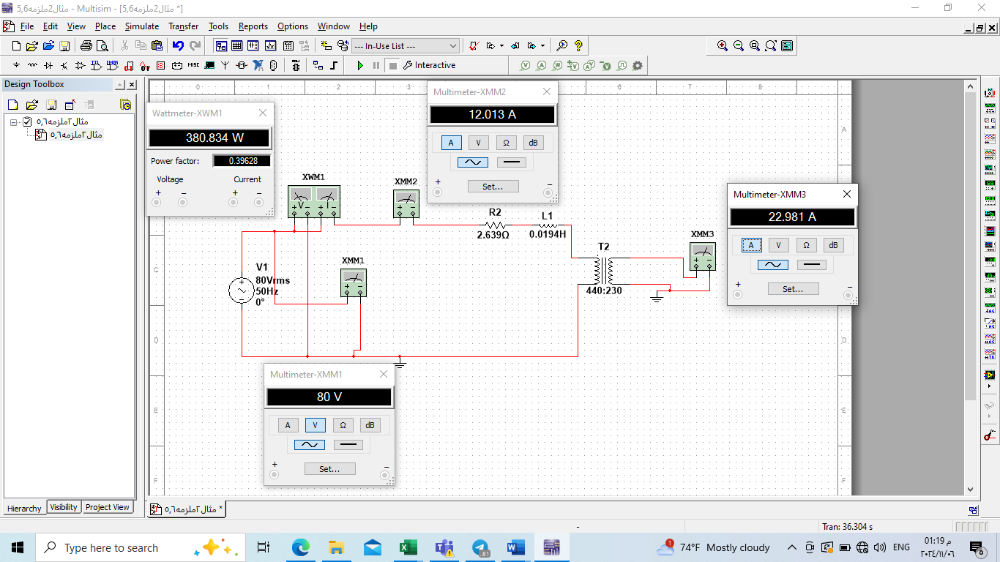 مثال2ملزمه5,6 - Multisim - [مثال2ملزمه5,6 *]
File Edit View Place Simulate Transfer Tools Reports Options Window Help
--- In-Use List ---
Interactive
Design Toolbox
مثال٢ملزمه٥,٦
مثال٢ملزمه٥,٦
Hierarchy Visibility Project View
0 1 2 3 6 8
A
C
D
D
E
E
F
F
Wattmeter-XWM1
380.834 W
Power factor: 0.39628
Voltage Current
+ − + −
Multimeter-XMM2
12.013 A
A V Ω dB
+ −
Set...
Multimeter-XMM3
22.981 A
A V Ω dB
+ −
Set...
XWM1
V I
XMM2
R2
2.639Ω
L1
0.0194H
T2
440:230
XMM3
XMM1
V1
80Vrms
50Hz
0°
Multimeter-XMM1
80 V
A V Ω dB
+ −
Set...
مثال٢ملزمه٥,٦ *
-
Tran: 36.304 s
Type here to search
81
1
74°F Mostly cloudy
ENG
01:19 م
٢٠٢٤/١١/٠٦
6